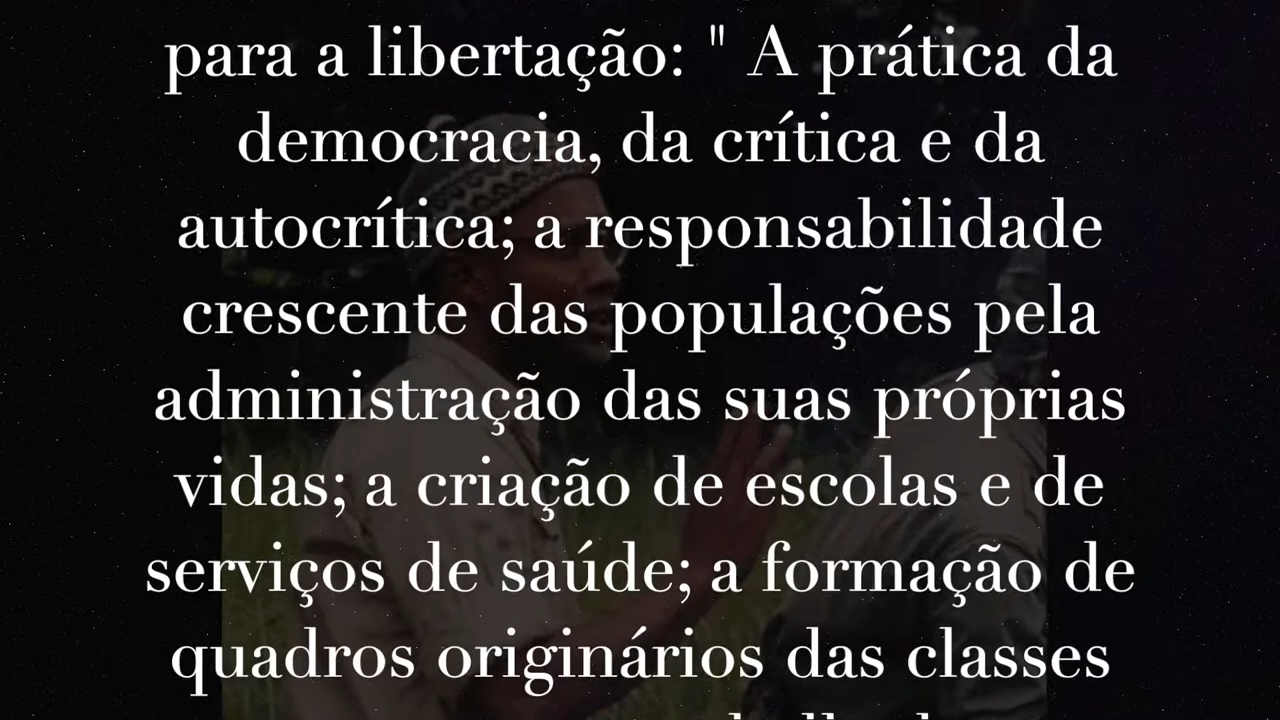 para a libertação: " A prática da
democracia, da crítica e da
autocrítica; a responsabilidade
crescente das populações pela
administração das suas próprias
vidas; a criação de escolas e de
serviços de saúde; a formação de
quadros originários das classes